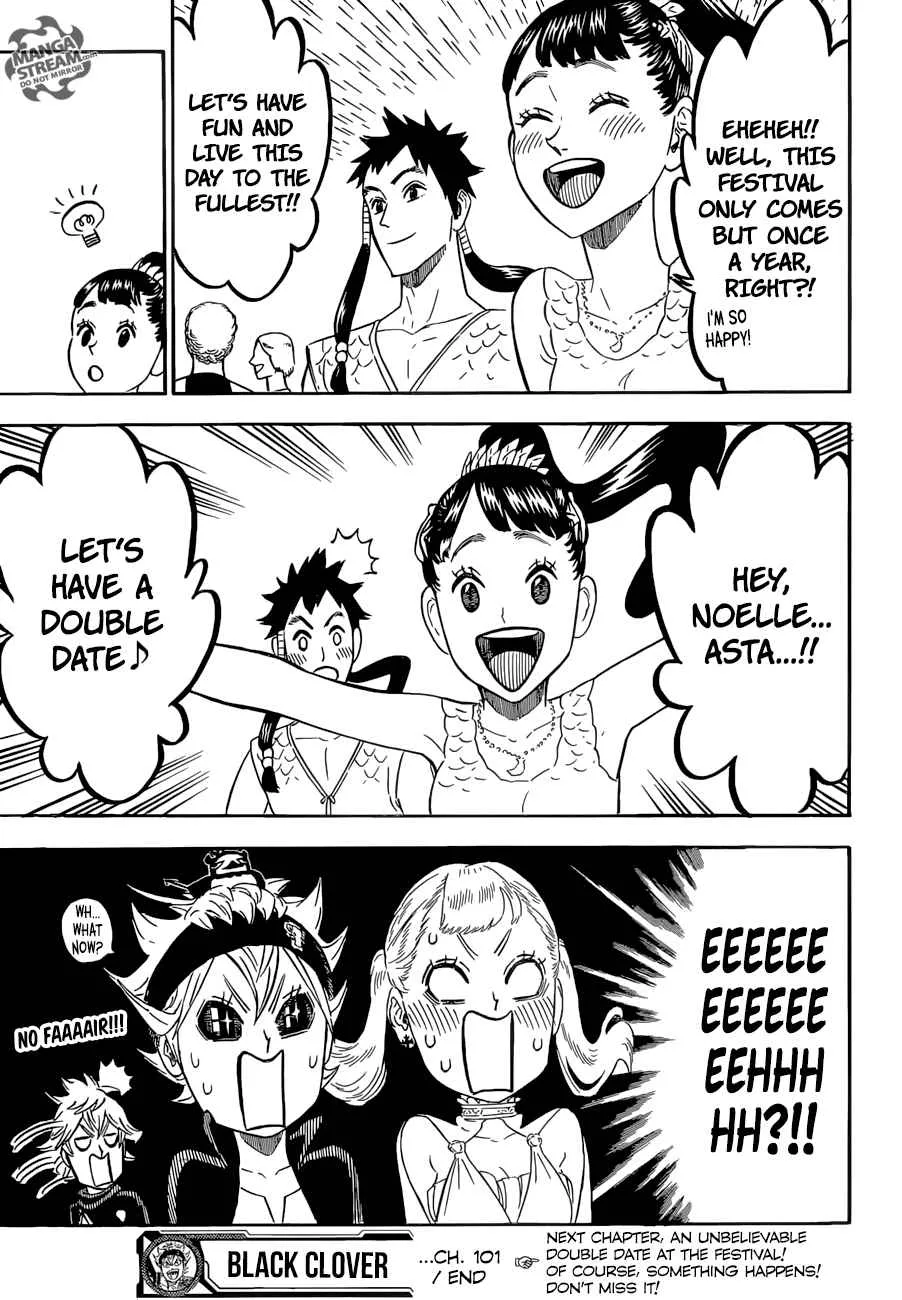 MANGA
STREAM.com
DO NOT MIRROR
EHEHEH!!
WELL, THIS
FESTIVAL
ONLY COMES
BUT ONCE
A YEAR,
RIGHT?!
I'M SO
HAPPY!
LET'S HAVE
FUN AND
LIVE THIS
DAY TO THE
FULLEST!!
HEY,
NOELLE...
ASTA...!!
LET'S
HAVE A
DOUBLE
DATE♪
EEEEEE
EEEEEE
EEHHH
HH?!!
WH...
WHAT
NOW?
NO FAAAAIR!!!
BLACK CLOVER
...CH. 101
/ END
☞ NEXT CHAPTER, AN UNBELIEVABLE
DOUBLE DATE AT THE FESTIVAL!
OF COURSE, SOMETHING HAPPENS!
DON'T MISS IT!